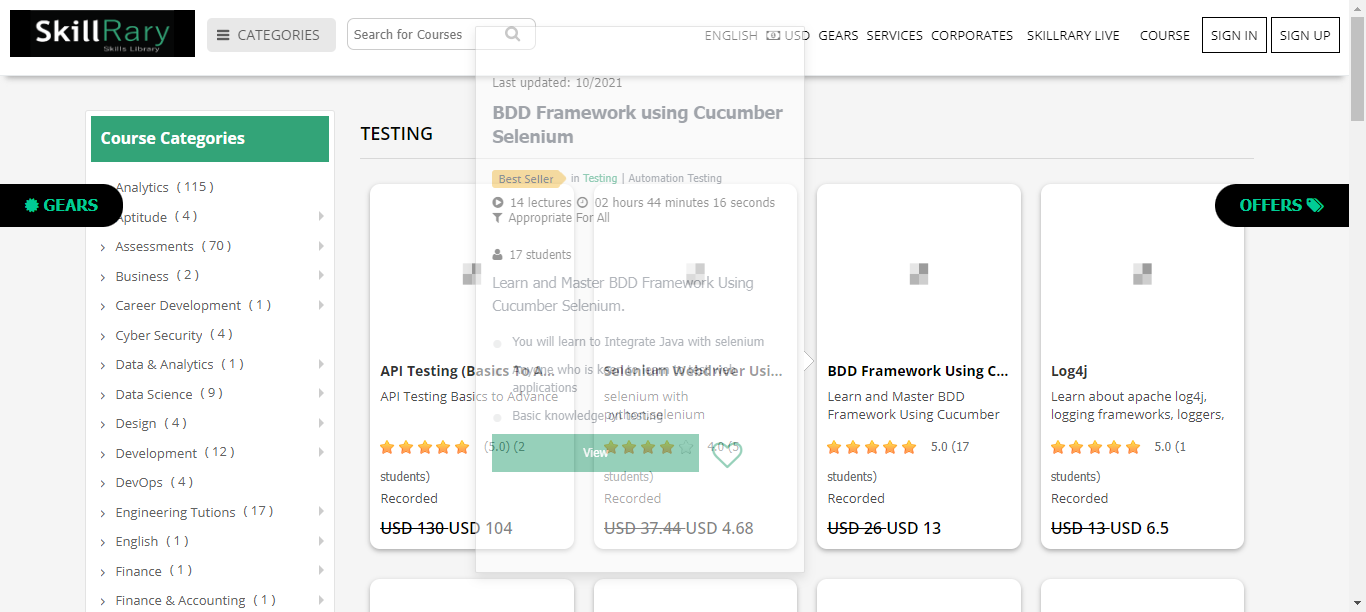 SkillRary
Skills Library
CATEGORIES
Search for Courses
ENGLISH USD GEARS SERVICES CORPORATES SKILLRARY LIVE COURSE SIGN IN SIGN UP
Course Categories
Analytics ( 115 )
Aptitude ( 4 )
Assessments ( 70 )
Business ( 2 )
Career Development ( 1 )
Cyber Security ( 4 )
Data & Analytics ( 1 )
Data Science ( 9 )
Design ( 4 )
Development ( 12 )
DevOps ( 4 )
Engineering Tutions ( 17 )
English ( 1 )
Finance ( 1 )
Finance & Accounting ( 1 )
GEARS
OFFERS
TESTING
Last updated: 10/2021
BDD Framework using Cucumber
Selenium
Best Seller in Testing | Automation Testing
14 lectures 02 hours 44 minutes 16 seconds
Appropriate For All
17 students
Learn and Master BDD Framework Using
Cucumber Selenium.
You will learn to Integrate Java with selenium
Anyone who is keen to learn to test web
applications
Basic knowledge on testing
View
API Testing (Basics To A...
API Testing Basics to Advance
(5.0) (2
students)
Recorded
USD 130 USD 104
Selenium Webdriver Usi...
selenium with
python,selenium
4.0 (5
students)
Recorded
USD 37.44 USD 4.68
BDD Framework Using C...
Learn and Master BDD
Framework Using Cucumber
5.0 (17
students)
Recorded
USD 26 USD 13
Log4j
Learn about apache log4j,
logging frameworks, loggers,
5.0 (1
students)
Recorded
USD 13 USD 6.5